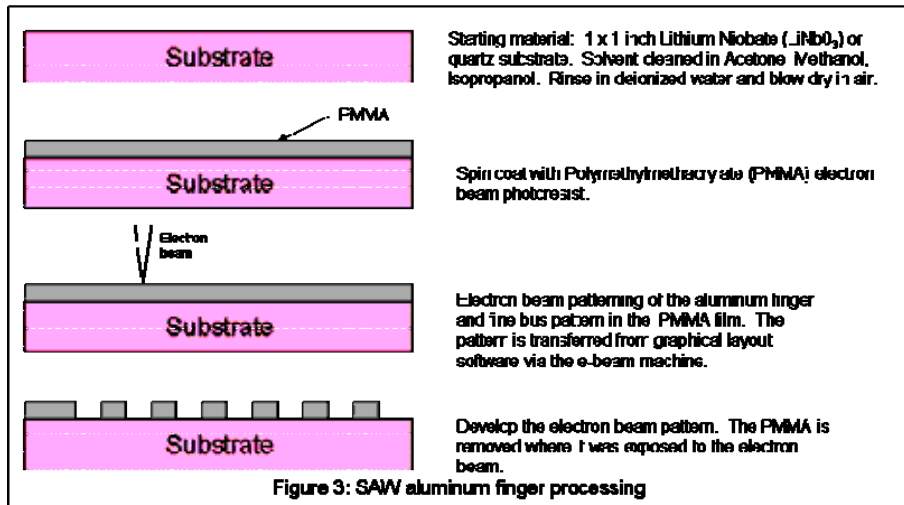 Substrate
Starting material: 1 x 1 inch Lithium Niobate (LiNbO₃) or
quartz substrate. Solvent cleaned in Acetone Methanol,
Isopropanol. Rinse in deionized water and blow dry in air.
PMMA
Substrate
Spin coat with Polymethylmethacrylate (PMMA) electron
beam photoresist.
Electron
beam
Substrate
Electron beam patterning of the aluminum finger
and fine bus pattern in the PMMA film. The
pattern is transferred from graphical layout
software via the e-beam machine.
Substrate
Develop the electron beam pattern. The PMMA is
removed where it was exposed to the electron
beam.
Figure 3: SAW aluminum finger processing